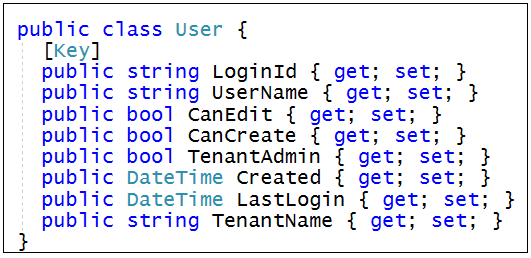 public class User {
[Key]
public string LoginId { get; set; }
public string UserName { get; set; }
public bool CanEdit { get; set; }
public bool CanCreate { get; set; }
public bool TenantAdmin { get; set; }
public DateTime Created { get; set; }
public DateTime LastLogin { get; set; }
public string TenantName { get; set; }
}